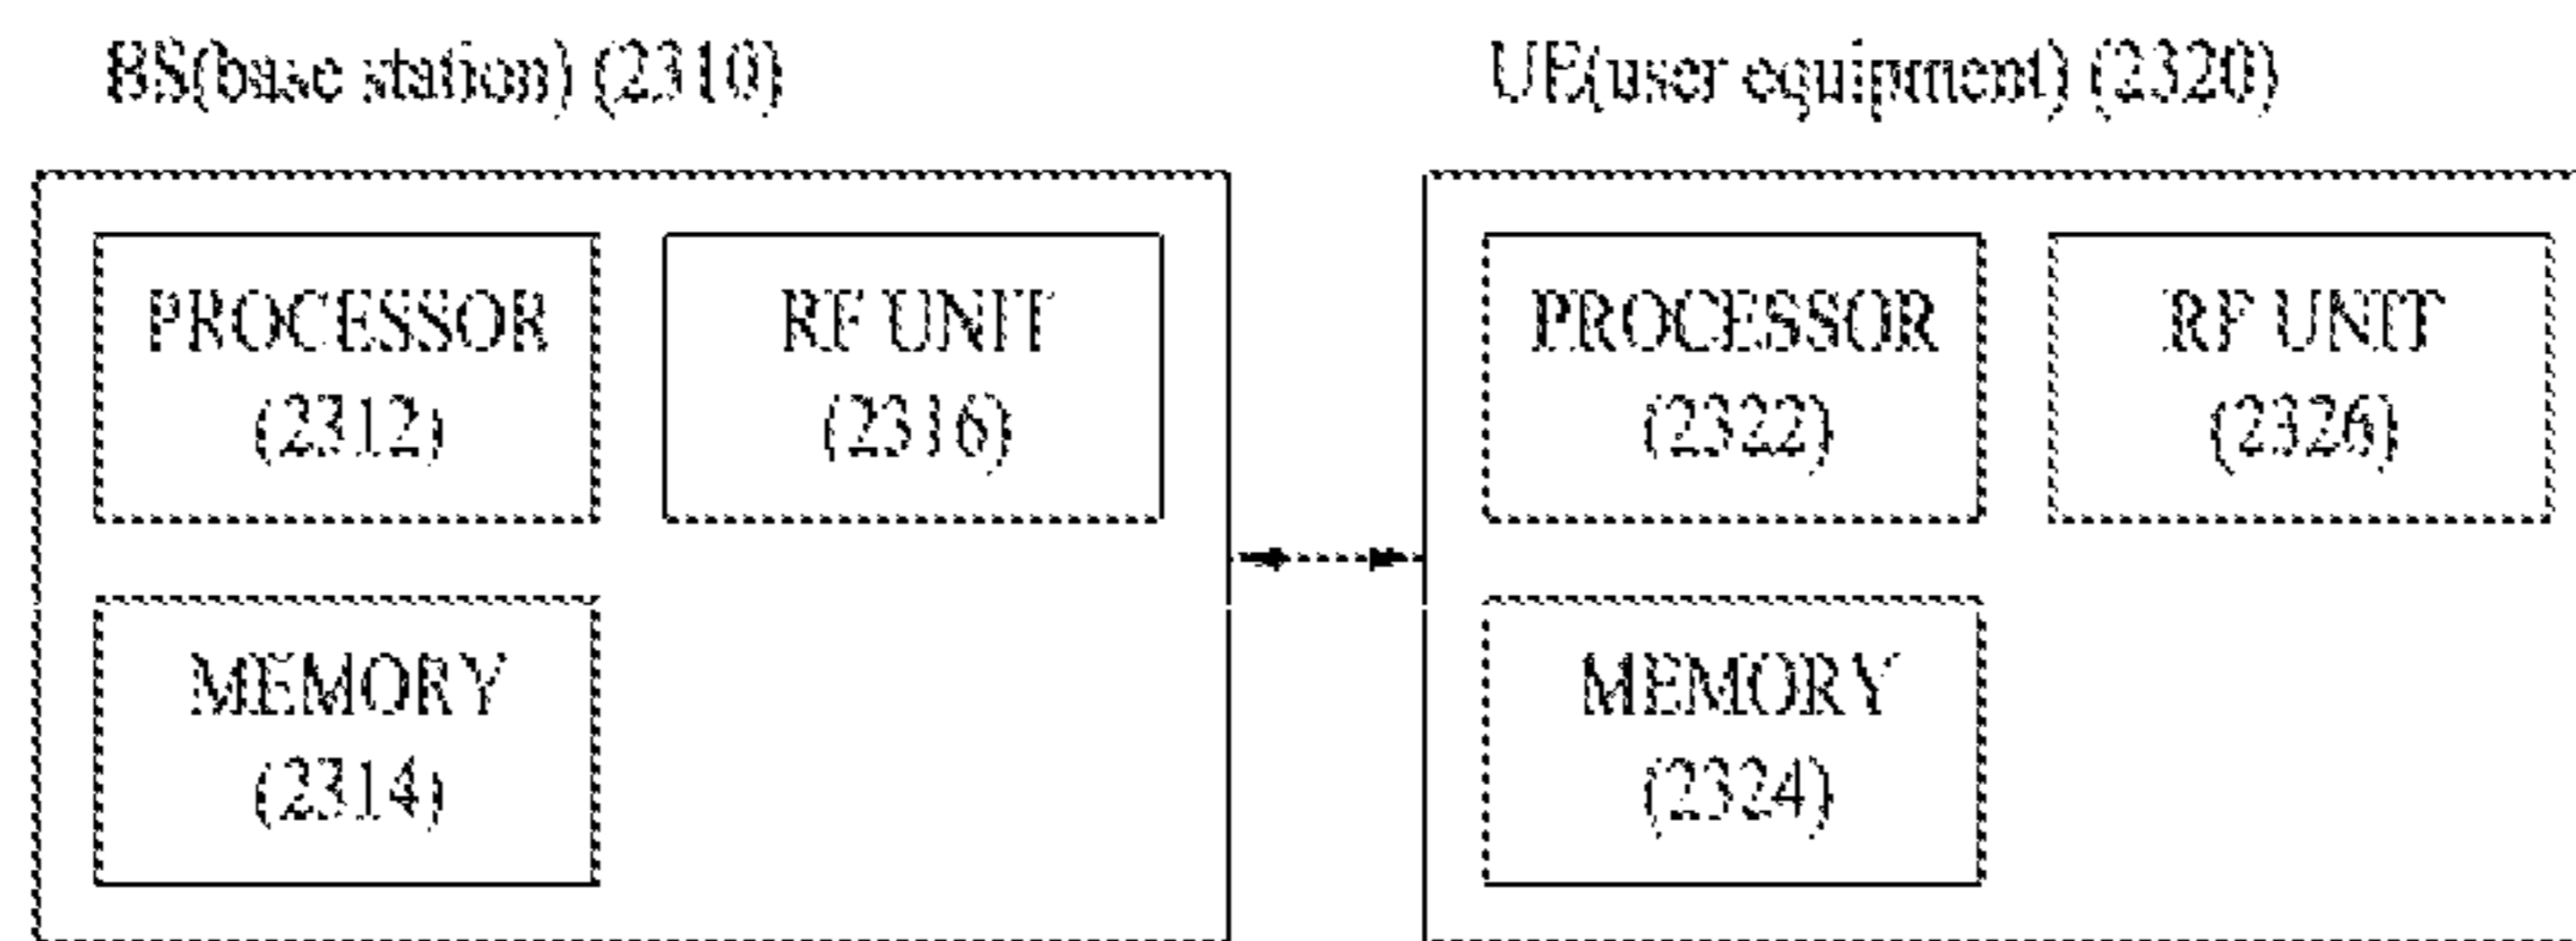 BS(base station) (2310)
UE(user equipment) (2320)
PROCESSOR
(2312)
RF UNIT
(2316)
PROCESSOR
(2322)
RF UNIT
(2326)
MEMORY
(2314)
MEMORY
(2324)